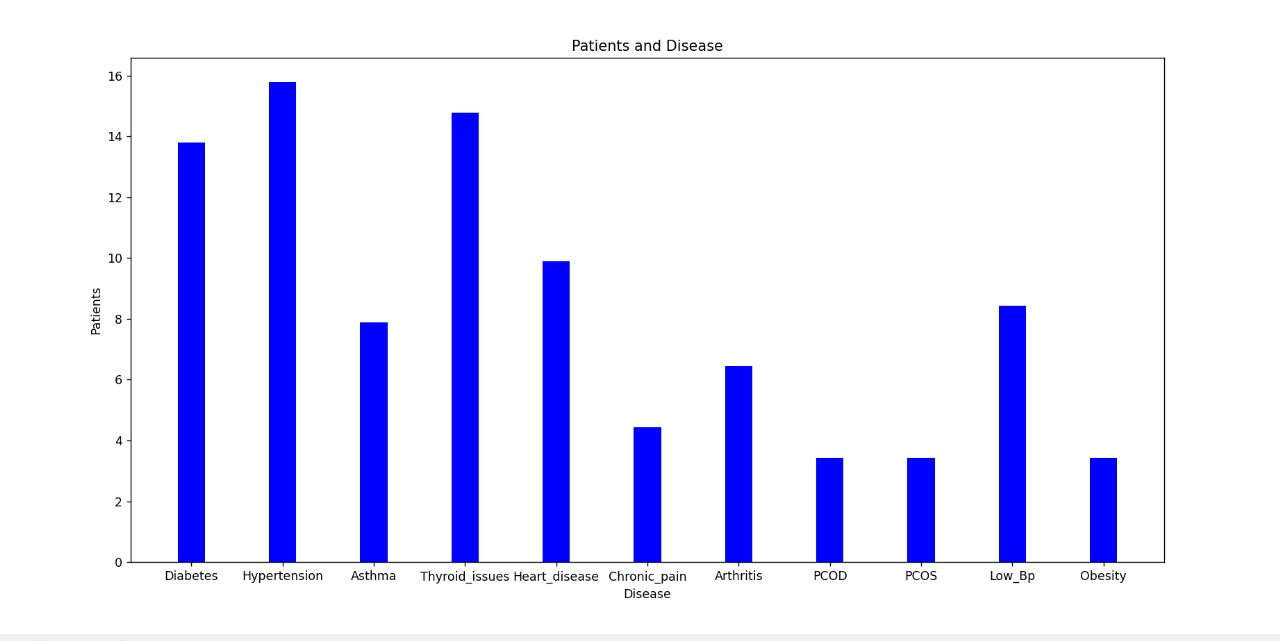 Patients and Disease
16
14
12
10
8
6
4
2
0
Patients
Diabetes Hypertension Asthma Thyroid_issues Heart_disease Chronic_pain Arthritis PCOD PCOS Low_Bp Obesity
Disease